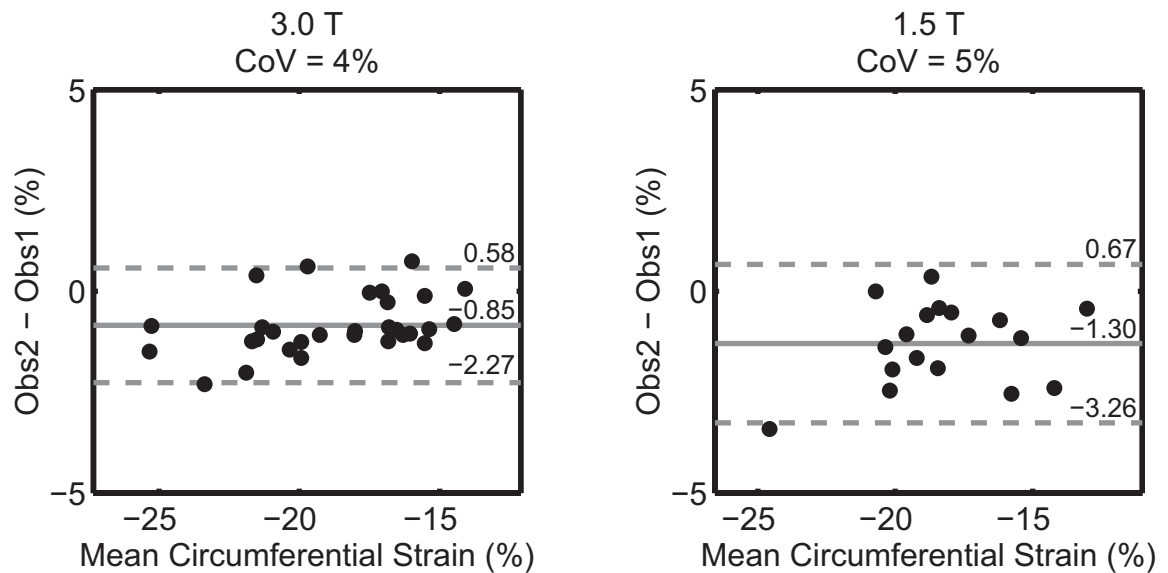 3.0 T
CoV = 4%
5
0
−5
Obs2 − Obs1 (%)
0.58
−0.85
−2.27
−25
−20
−15
Mean Circumferential Strain (%)
1.5 T
CoV = 5%
5
0
−5
Obs2 − Obs1 (%)
0.67
−1.30
−3.26
−25
−20
−15
Mean Circumferential Strain (%)